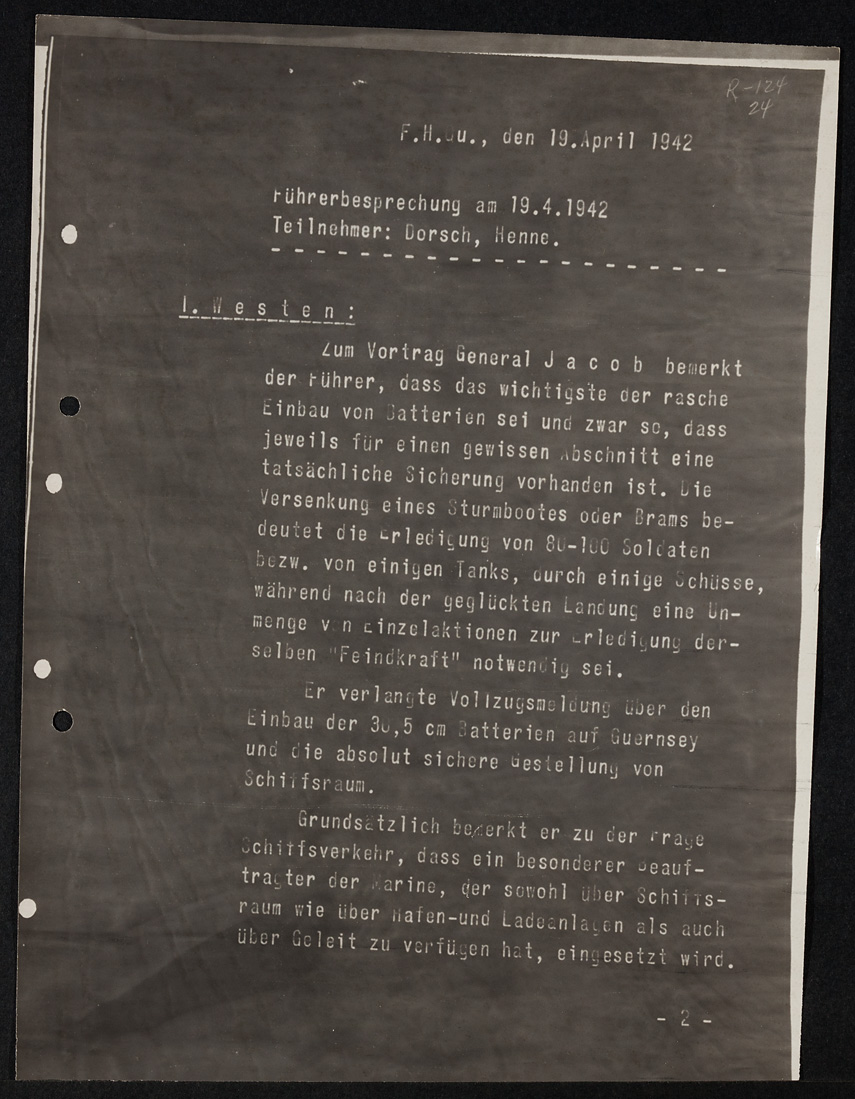 R-124
24
F.H.Qu., den 19.April 1942
Führerbesprechung am 19.4.1942
Teilnehmer: Dorsch, Henne.
- - - - - - - - - - - - - - - - - - - - -
1. W e s t e n :
Zum Vortrag General J a c o b bemerkt
der Führer, dass das wichtigste der rasche
Einbau von Batterien sei und zwar so, dass
jeweils für einen gewissen Abschnitt eine
tatsächliche Sicherung vorhanden ist. Die
Versenkung eines Sturmbootes oder Brams be-
deutet die Erledigung von 80-100 Soldaten
bezw. von einigen Tanks, durch einige Schüsse,
während nach der geglückten Landung eine Un-
menge von Einzelaktionen zur Erledigung der-
selben "Feindkraft" notwendig sei.
Er verlangte Vollzugsmeldung über den
Einbau der 30,5 cm Batterien auf Guernsey
und die absolut sichere Gestellung von
Schiffsraum.
Grundsätzlich bemerkt er zu der Frage
Schiffsverkehr, dass ein besonderer Beauf-
tragter der Marine, der sowohl über Schiffs-
raum wie über Hafen-und Ladeanlagen als auch
über Geleit zu verfügen hat, eingesetzt wird.
- 2 -